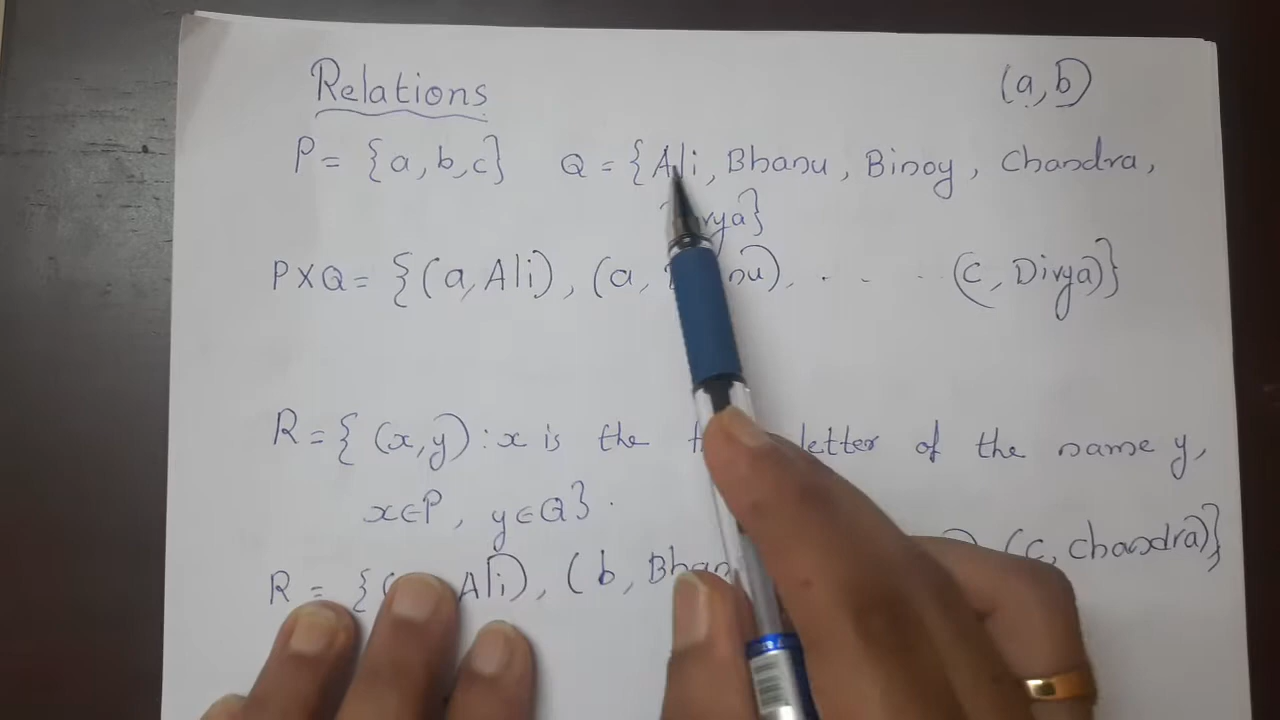 Relations (a,b)
P = {a, b, c} Q = {Ali, Bhanu, Binoy, Chandra,
}
P X Q = {(a, Ali), (a, . . . (c, Divya)}
R = { (x,y) : x is the letter of the name y,
x∈P, y∈Q}.
R = { Ali), (b, (c, Chandra)}